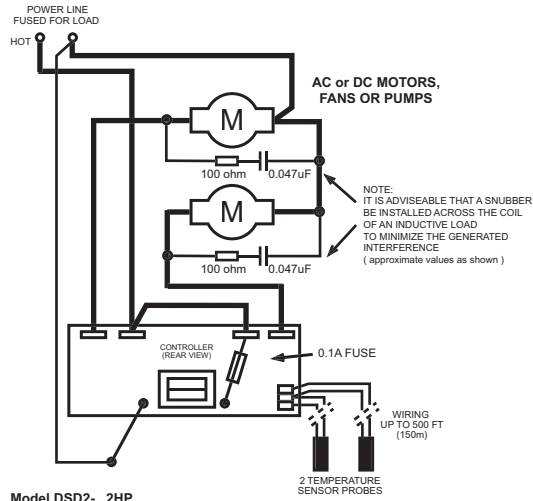 POWER LINE
FUSED FOR LOAD
HOT
AC or DC MOTORS,
FANS OR PUMPS
M
100 ohm
0.047uF
M
100 ohm
0.047uF
NOTE:
IT IS ADVISEABLE THAT A SNUBBER
BE INSTALLED ACROSS THE COIL
OF AN INDUCTIVE LOAD
TO MINIMIZE THE GENERATED
INTERFERENCE
( approximate values as shown )
CONTROLLER
(REAR VIEW)
0.1A FUSE
WIRING
UP TO 500 FT
(150m)
2 TEMPERATURE
SENSOR PROBES
Model DSD2- 2HP